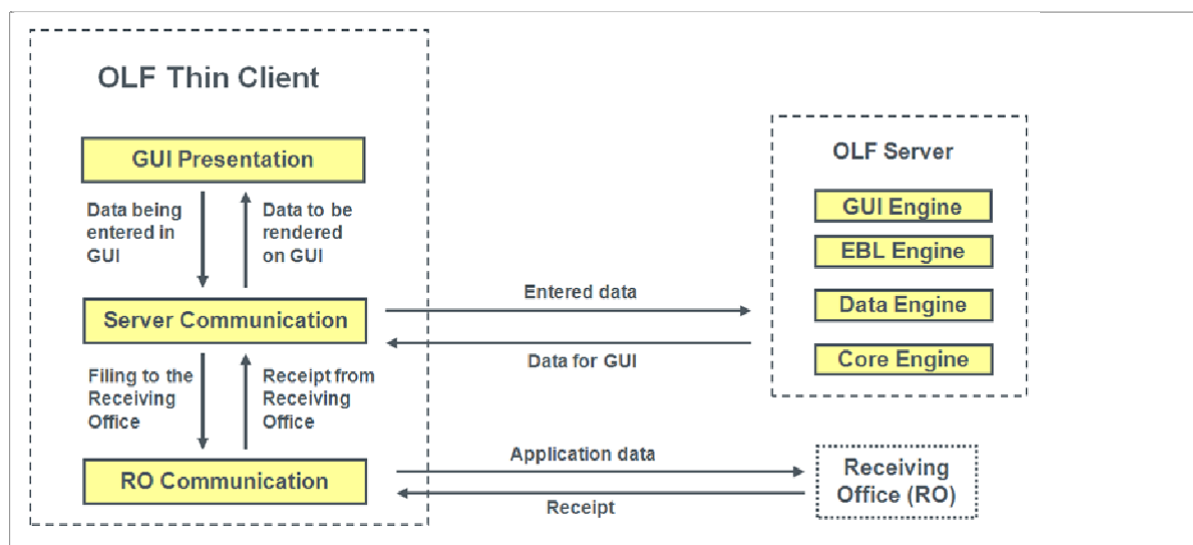 OLF Thin Client
GUI Presentation
Data being
entered in
GUI
Data to be
rendered
on GUI
Server Communication
Filing to the
Receiving
Office
Receipt from
Receiving
Office
RO Communication
Entered data
Data for GUI
Application data
Receipt
OLF Server
GUI Engine
EBL Engine
Data Engine
Core Engine
Receiving
Office (RO)